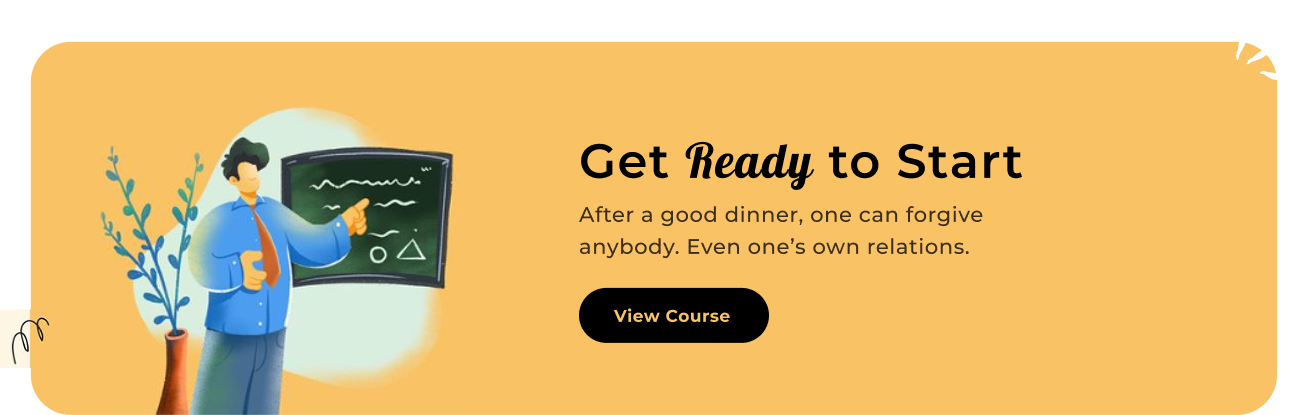 Get Ready to Start
After a good dinner, one can forgive
anybody. Even one’s own relations.
View Course